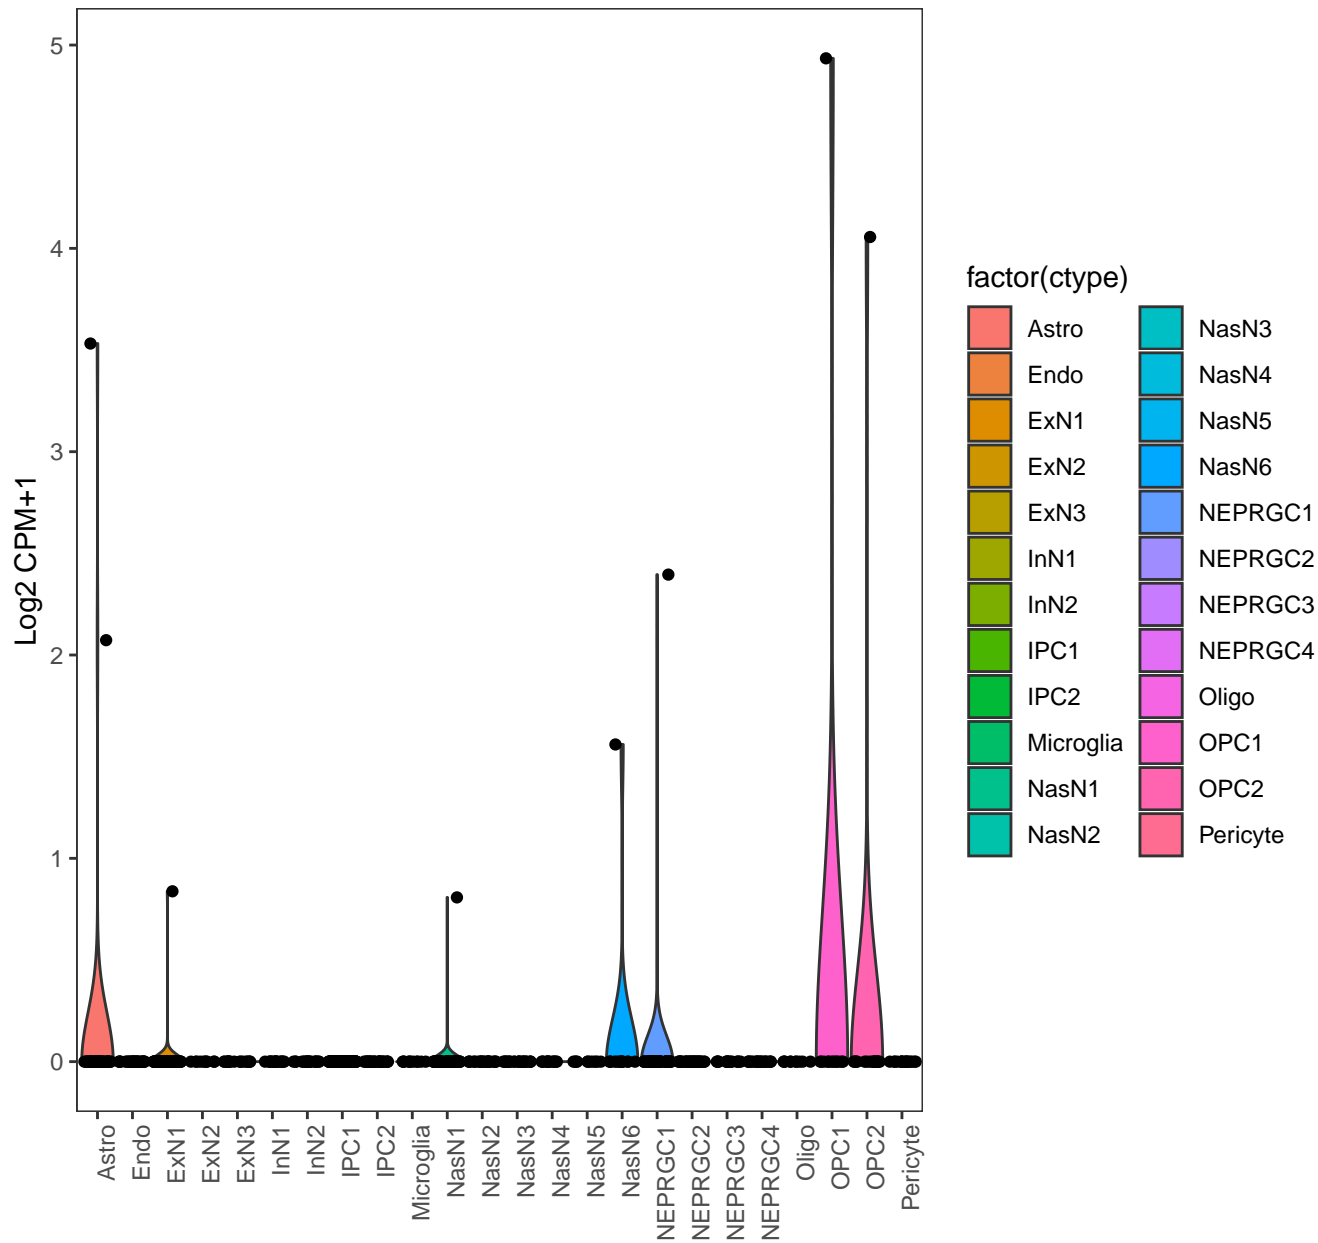 5
4
3
2
1
0
Log2 CPM+1
Astro
Endo
ExN1
ExN2
ExN3
InN1
InN2
IPC1
IPC2
Microglia
NasN1
NasN2
NasN3
NasN4
NasN5
NasN6
NEPRGC1
NEPRGC2
NEPRGC3
NEPRGC4
Oligo
OPC1
OPC2
Pericyte
factor(ctype)
Astro
Endo
ExN1
ExN2
ExN3
InN1
InN2
IPC1
IPC2
Microglia
NasN1
NasN2
NasN3
NasN4
NasN5
NasN6
NEPRGC1
NEPRGC2
NEPRGC3
NEPRGC4
Oligo
OPC1
OPC2
Pericyte